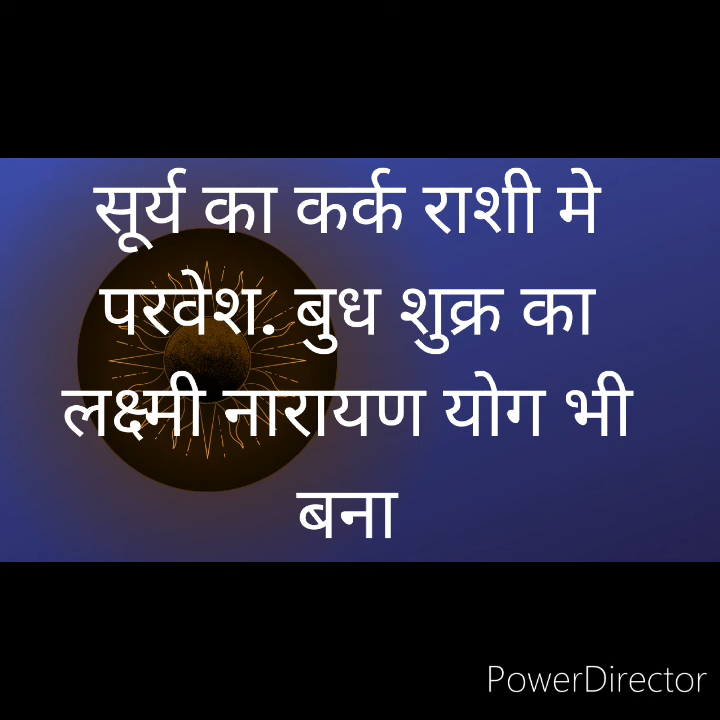 सूर्य का कर्क राशी मे
परवेश. बुध शुक्र का
लक्ष्मी नारायण योग भी
बना
PowerDirector